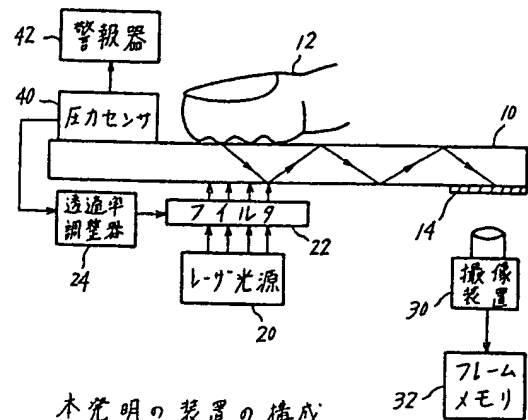 42
警報器
12
40
圧力センサ
10
透過率
調整器
24
フィルタ
22
14
レーザ光源
20
30
撮像
装置
フレーム
メモリ
32
本発明の装置の構成